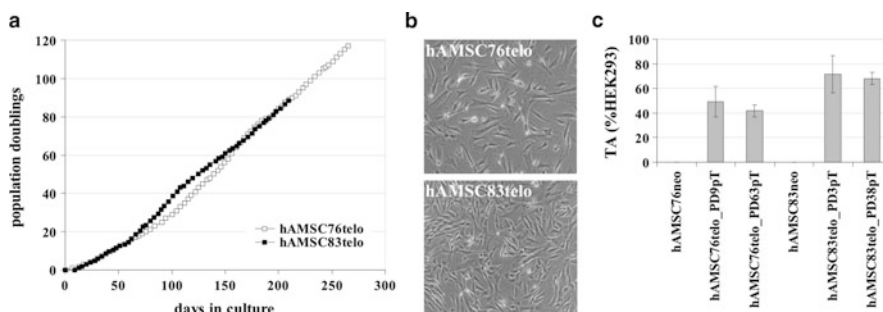 a
120
100
80
60
40
20
0
population doublings
0 50 100 150 200 250 300
days in culture
hAMSC76telo
hAMSC83telo
b
hAMSC76telo
hAMSC83telo
c
100
80
60
40
20
0
TA (%HEK293)
hAMSC76neo
hAMSC76telo_PD9pT
hAMSC76telo_PD63pT
hAMSC83neo
hAMSC83telo_PD3pT
hAMSC83telo_PD38pT